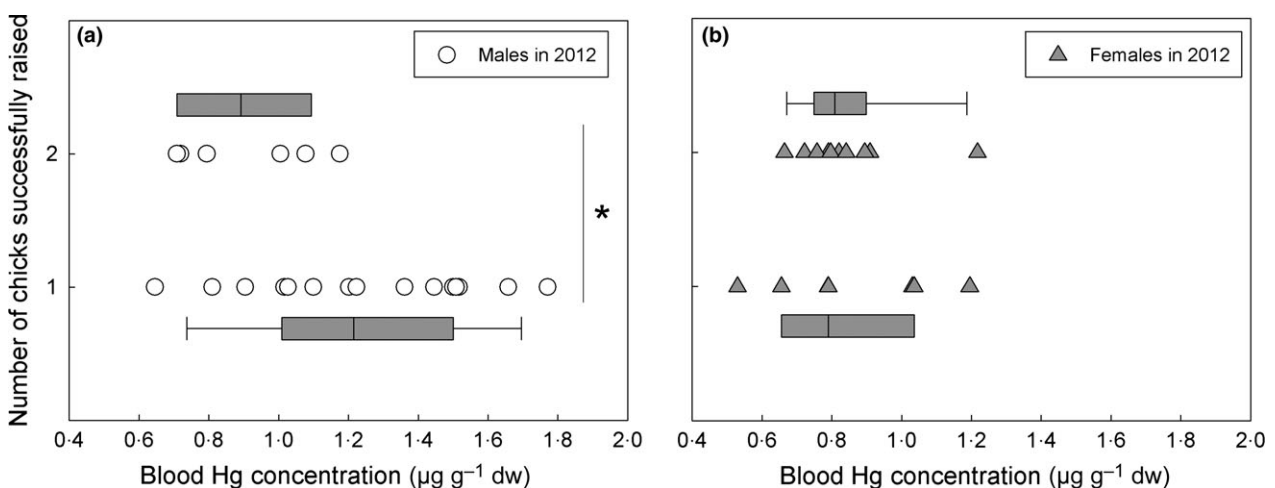 (a)
Males in 2012
(b)
Females in 2012
Number of chicks successfully raised
2
1
*
0·4 0·6 0·8 1·0 1·2 1·4 1·6 1·8 2·0
0·4 0·6 0·8 1·0 1·2 1·4 1·6 1·8 2·0
Blood Hg concentration (µg g⁻¹ dw)
Blood Hg concentration (µg g⁻¹ dw)